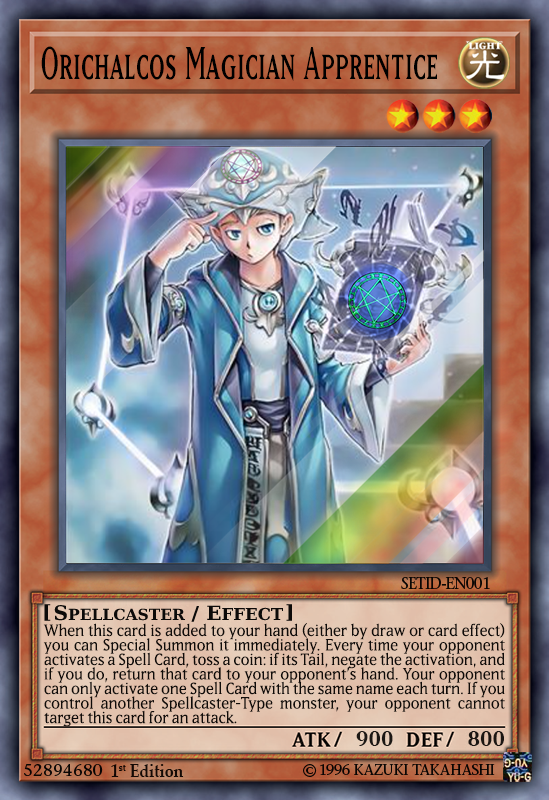 ORICHALCOS MAGICIAN APPRENTICE
LIGHT
光
SETID-EN001
[SPELLCASTER / EFFECT]
When this card is added to your hand (either by draw or card effect)
you can Special Summon it immediately. Every time your opponent
activates a Spell Card, toss a coin: if its Tail, negate the activation, and
if you do, return that card to your opponent's hand. Your opponent
can only activate one Spell Card with the same name each turn. If you
control another Spellcaster-Type monster, your opponent cannot
target this card for an attack.
ATK/ 900 DEF/ 800
52894680 1st Edition
© 1996 KAZUKI TAKAHASHI